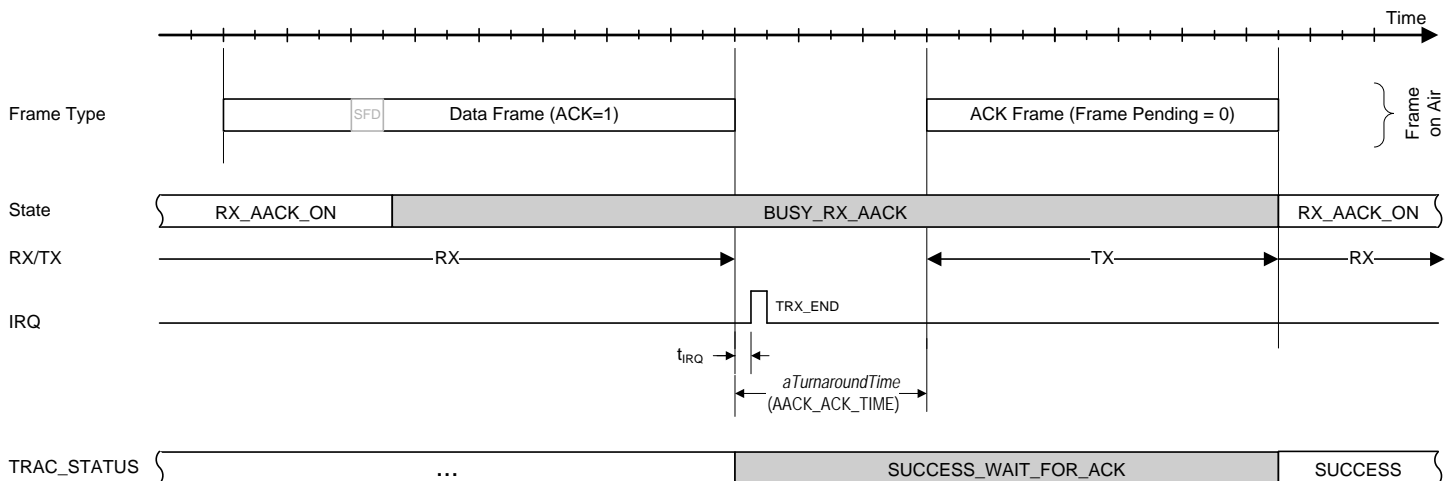 Time
Frame Type
SFD
Data Frame (ACK=1)
ACK Frame (Frame Pending = 0)
Frame
on Air
State
RX_AACK_ON
BUSY_RX_AACK
RX_AACK_ON
RX/TX
RX
TX
RX
IRQ
TRX_END
tIRQ
aTurnaroundTime
(AACK_ACK_TIME)
TRAC_STATUS
...
SUCCESS_WAIT_FOR_ACK
SUCCESS